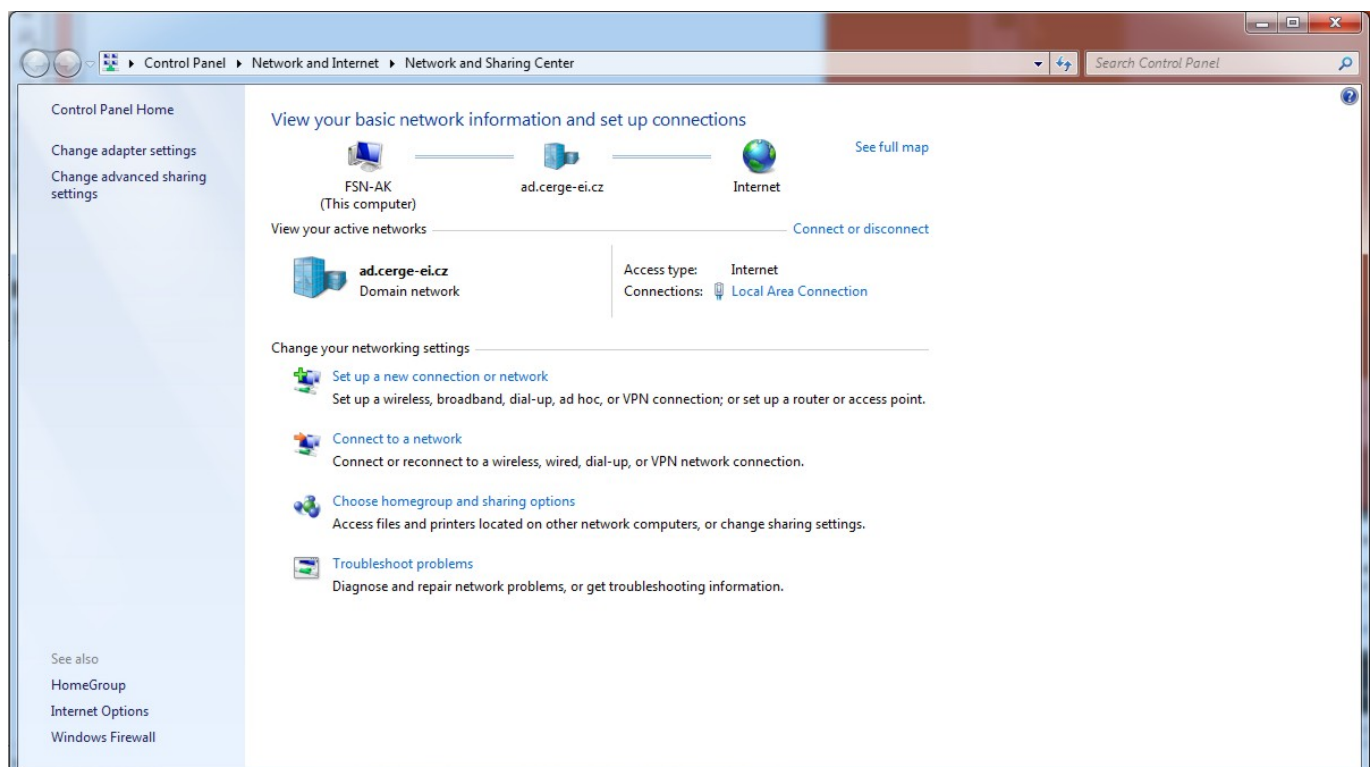 Control Panel ▸ Network and Internet ▸ Network and Sharing Center
Search Control Panel
Control Panel Home
Change adapter settings
Change advanced sharing
settings
See also
HomeGroup
Internet Options
Windows Firewall
View your basic network information and set up connections
See full map
FSN-AK
(This computer)
ad.cerge-ei.cz
Internet
View your active networks
Connect or disconnect
ad.cerge-ei.cz
Domain network
Access type: Internet
Connections: Local Area Connection
Change your networking settings
Set up a new connection or network
Set up a wireless, broadband, dial-up, ad hoc, or VPN connection; or set up a router or access point.
Connect to a network
Connect or reconnect to a wireless, wired, dial-up, or VPN network connection.
Choose homegroup and sharing options
Access files and printers located on other network computers, or change sharing settings.
Troubleshoot problems
Diagnose and repair network problems, or get troubleshooting information.